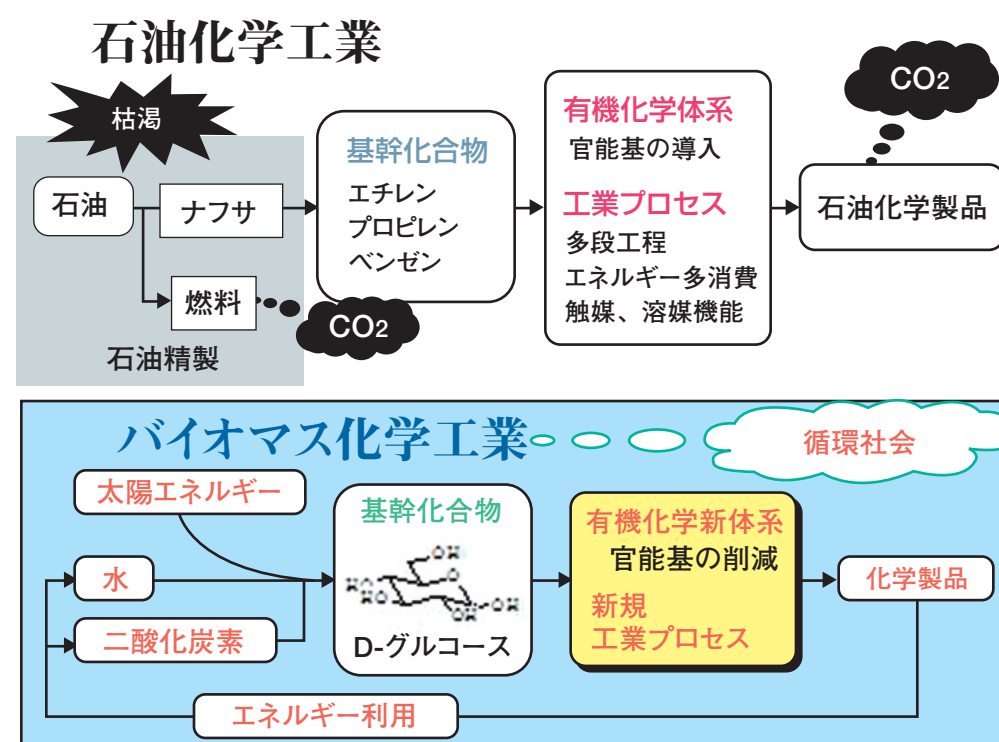 石油化学工業
枯渇
石油
ナフサ
燃料
石油精製
CO2
基幹化合物
エチレン
プロピレン
ベンゼン
有機化学体系
官能基の導入
工業プロセス
多段工程
エネルギー多消費
触媒、溶媒機能
CO2
石油化学製品
バイオマス化学工業
循環社会
太陽エネルギー
水
二酸化炭素
基幹化合物
OH
HO
HO
O
OH
OH
D-グルコース
有機化学新体系
官能基の削減
新規
工業プロセス
化学製品
エネルギー利用